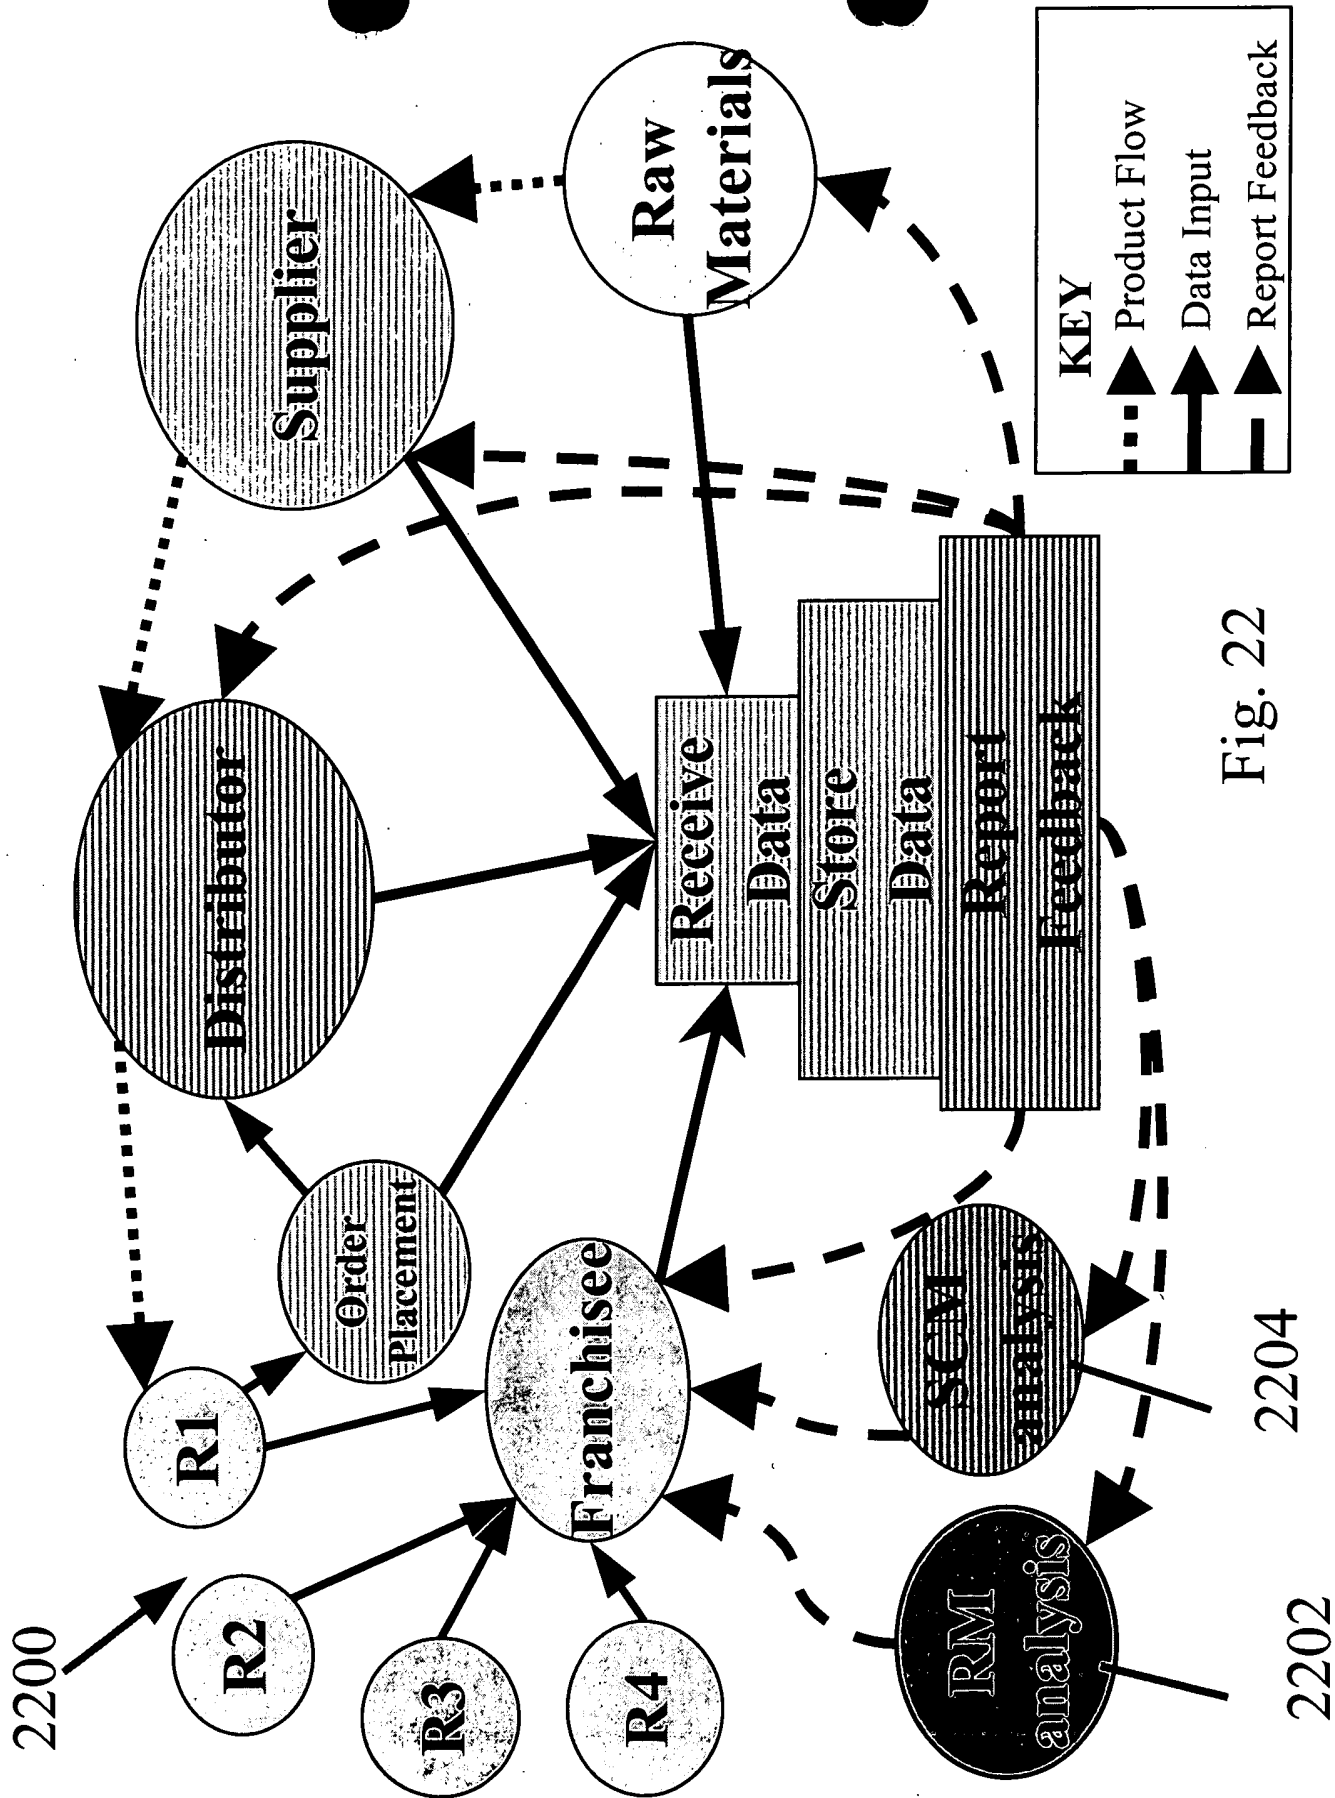 2200
R1
R2
R3
R4
Order
Placement
Distributor
Supplier
Franchisee
Raw
Materials
Receive
Data
Store
Data
Report
Feedback
RM
analysis
SCM
analysis
2202
2204
KEY
Product Flow
Data Input
Report Feedback
Fig. 22